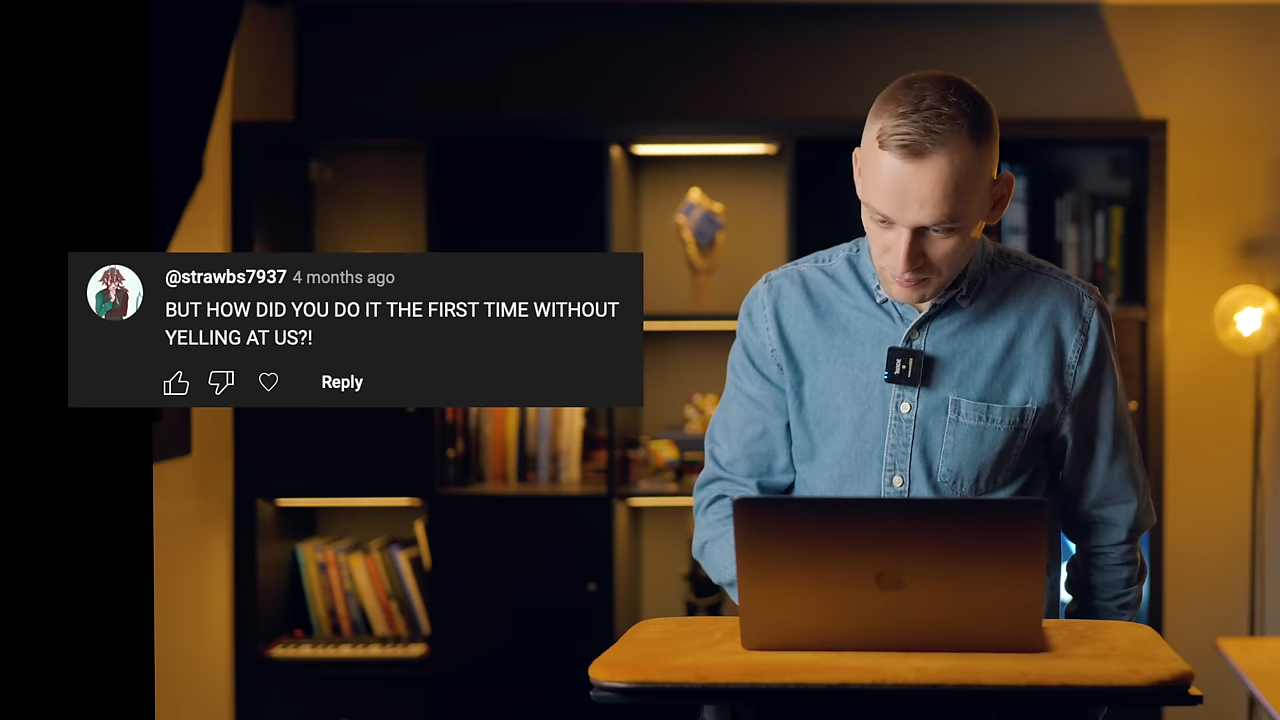 @strawbs7937 4 months ago
BUT HOW DID YOU DO IT THE FIRST TIME WITHOUT
YELLING AT US?!
Reply